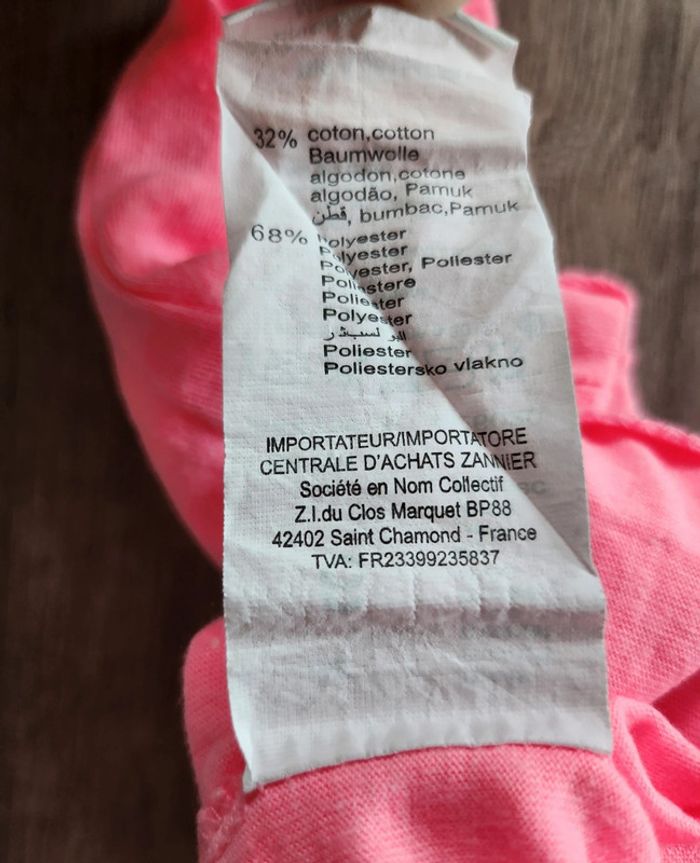 32% coton,cotton
Baumwolle
algodon,cotone
algodão, Pamuk
قطن, bumbac,Pamuk
68% Polyester
Polyester
Polyester, Poliester
Poliestere
Poliester
Polyester
Poliester
Poliestersko vlakno
IMPORTATEUR/IMPORTATORE
CENTRALE D'ACHATS ZANNIER
Société en Nom Collectif
Z.I.du Clos Marquet BP88
42402 Saint Chamond - France
TVA: FR23399235837